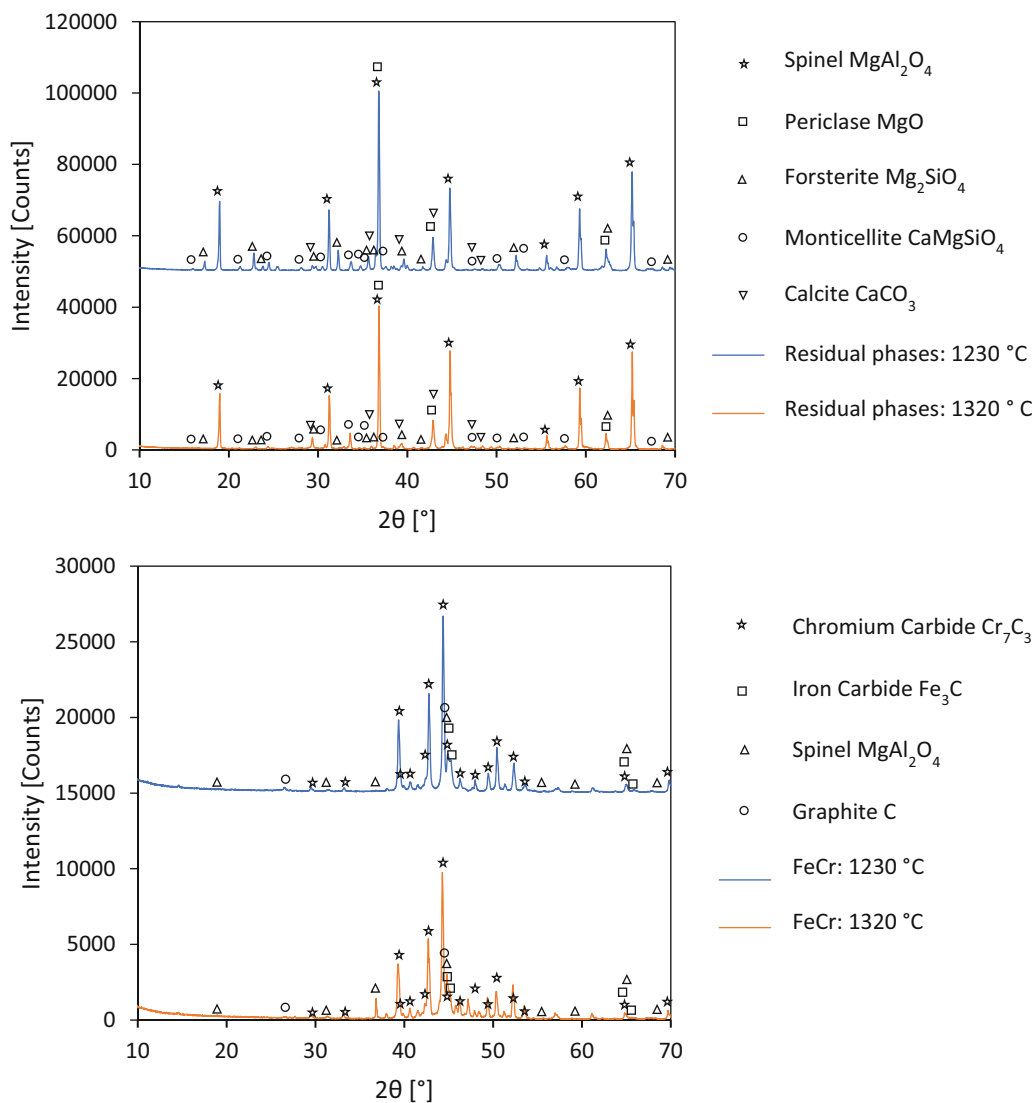 120000
100000
80000
60000
40000
20000
0
Intensity [Counts]
10 20 30 40 50 60 70
2θ [°]
Spinel MgAl₂O₄
Periclase MgO
Forsterite Mg₂SiO₄
Monticellite CaMgSiO₄
Calcite CaCO₃
Residual phases: 1230 °C
Residual phases: 1320 ° C
30000
25000
20000
15000
10000
5000
0
Intensity [Counts]
10 20 30 40 50 60 70
2θ [°]
Chromium Carbide Cr₇C₃
Iron Carbide Fe₃C
Spinel MgAl₂O₄
Graphite C
FeCr: 1230 °C
FeCr: 1320 °C